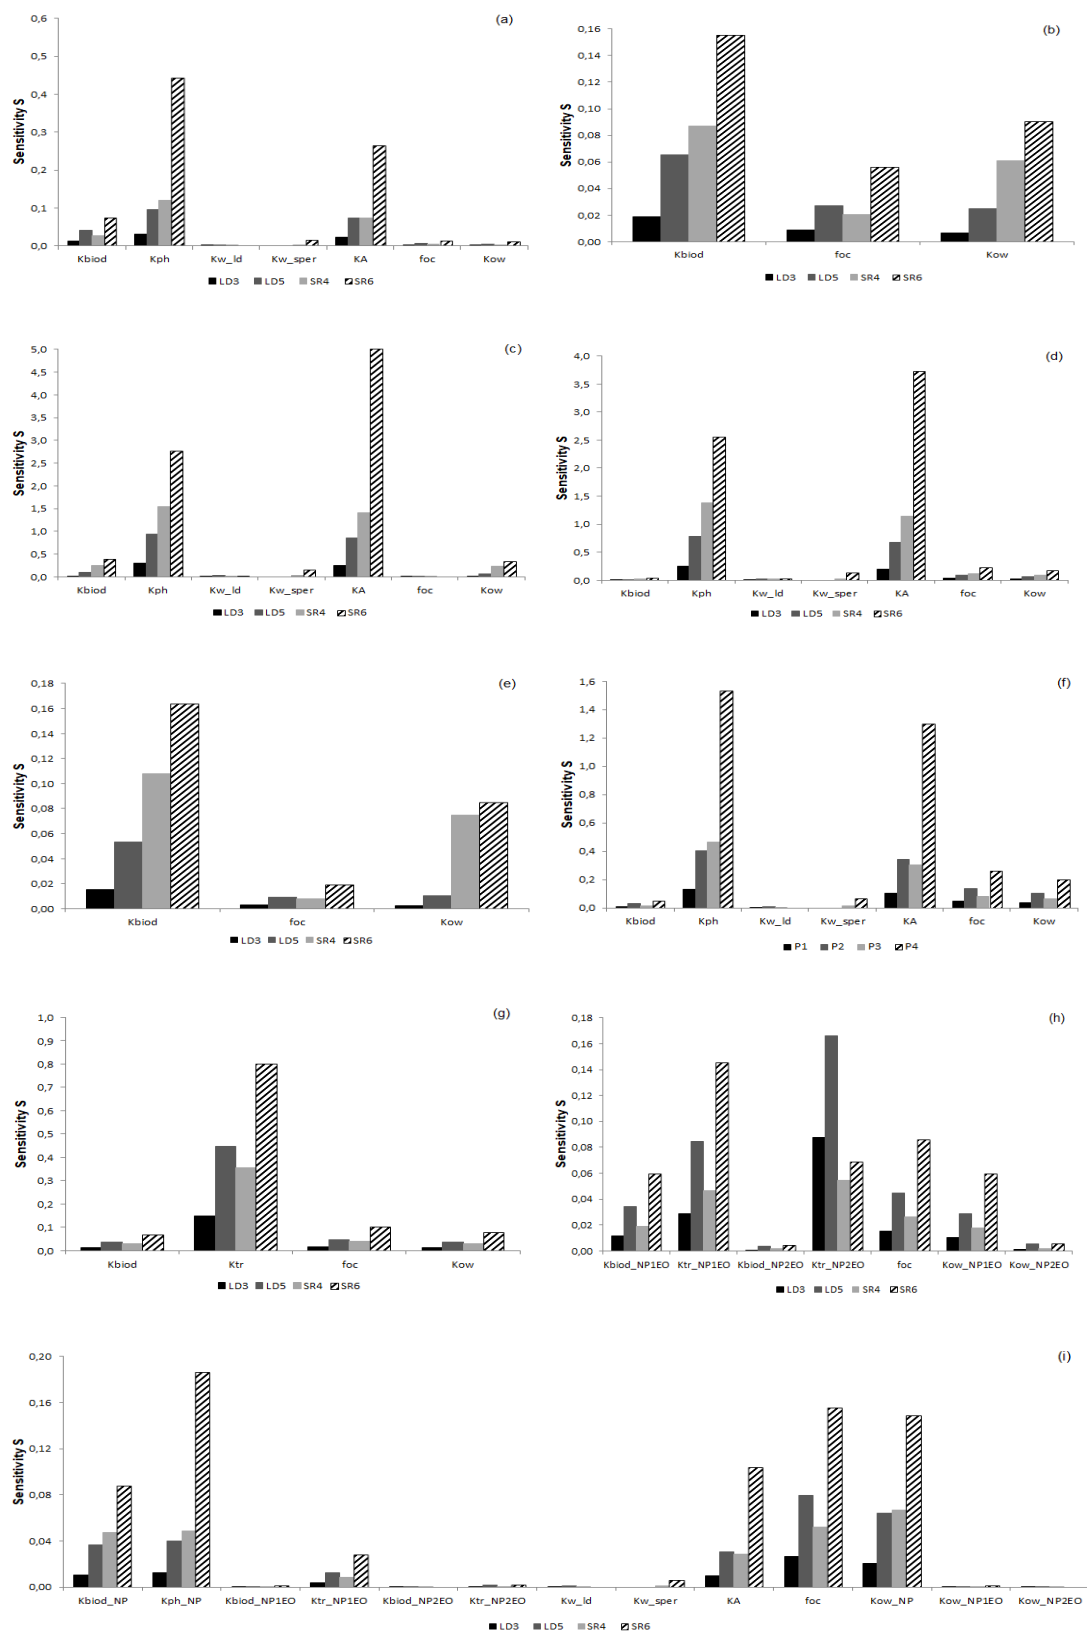 (a)
Sensitivity S
0,6
0,5
0,4
0,3
0,2
0,1
0,0
Kbiod Kph Kw_ld Kw_sper KA foc Kow
LD3 LD5 SR4 SR6
(b)
Sensitivity S
0,16
0,14
0,12
0,10
0,08
0,06
0,04
0,02
0,00
Kbiod foc Kow
LD3 LD5 SR4 SR6
(c)
Sensitivity S
5,0
4,5
4,0
3,5
3,0
2,5
2,0
1,5
1,0
0,5
0,0
Kbiod Kph Kw_ld Kw_sper KA foc Kow
LD3 LD5 SR4 SR6
(d)
Sensitivity S
4,0
3,5
3,0
2,5
2,0
1,5
1,0
0,5
0,0
Kbiod Kph Kw_ld Kw_sper KA foc Kow
LD3 LD5 SR4 SR6
(e)
Sensitivity S
0,18
0,16
0,14
0,12
0,10
0,08
0,06
0,04
0,02
0,00
Kbiod foc Kow
LD3 LD5 SR4 SR6
(f)
Sensitivity S
1,6
1,4
1,2
1,0
0,8
0,6
0,4
0,2
0,0
Kbiod Kph Kw_ld Kw_sper KA foc Kow
P1 P2 P3 P4
(g)
Sensitivity S
1,0
0,9
0,8
0,7
0,6
0,5
0,4
0,3
0,2
0,1
0,0
Kbiod Ktr foc Kow
LD3 LD5 SR4 SR6
(h)
Sensitivity S
0,18
0,16
0,14
0,12
0,10
0,08
0,06
0,04
0,02
0,00
Kbiod_NP1EO Ktr_NP1EO Kbiod_NP2EO Ktr_NP2EO foc Kow_NP1EO Kow_NP2EO
LD3 LD5 SR4 SR6
(i)
Sensitivity S
0,20
0,16
0,12
0,08
0,04
0,00
Kbiod_NP Kph_NP Kbiod_NP1EO Ktr_NP1EO Kbiod_NP2EO Ktr_NP2EO Kw_ld Kw_sper KA foc Kow_NP Kow_NP1EO Kow_NP2EO
LD3 LD5 SR4 SR6